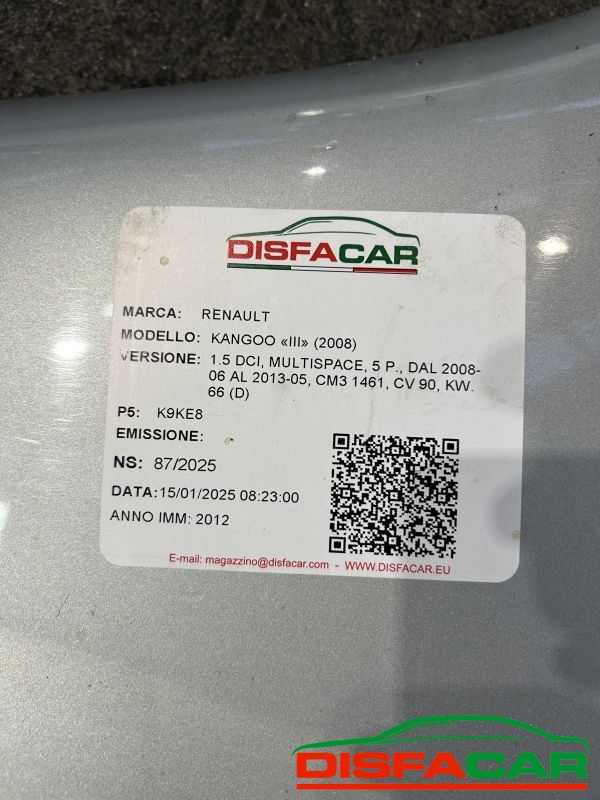 DISFACAR
MARCA: RENAULT
MODELLO: KANGOO «III» (2008)
VERSIONE: 1.5 DCI, MULTISPACE, 5 P., DAL 2008-
06 AL 2013-05, CM3 1461, CV 90, KW.
66 (D)
P5: K9KE8
EMISSIONE:
NS: 87/2025
DATA:15/01/2025 08:23:00
ANNO IMM: 2012
E-mail: magazzino@disfacar.com - WWW.DISFACAR.EU
DISFACAR